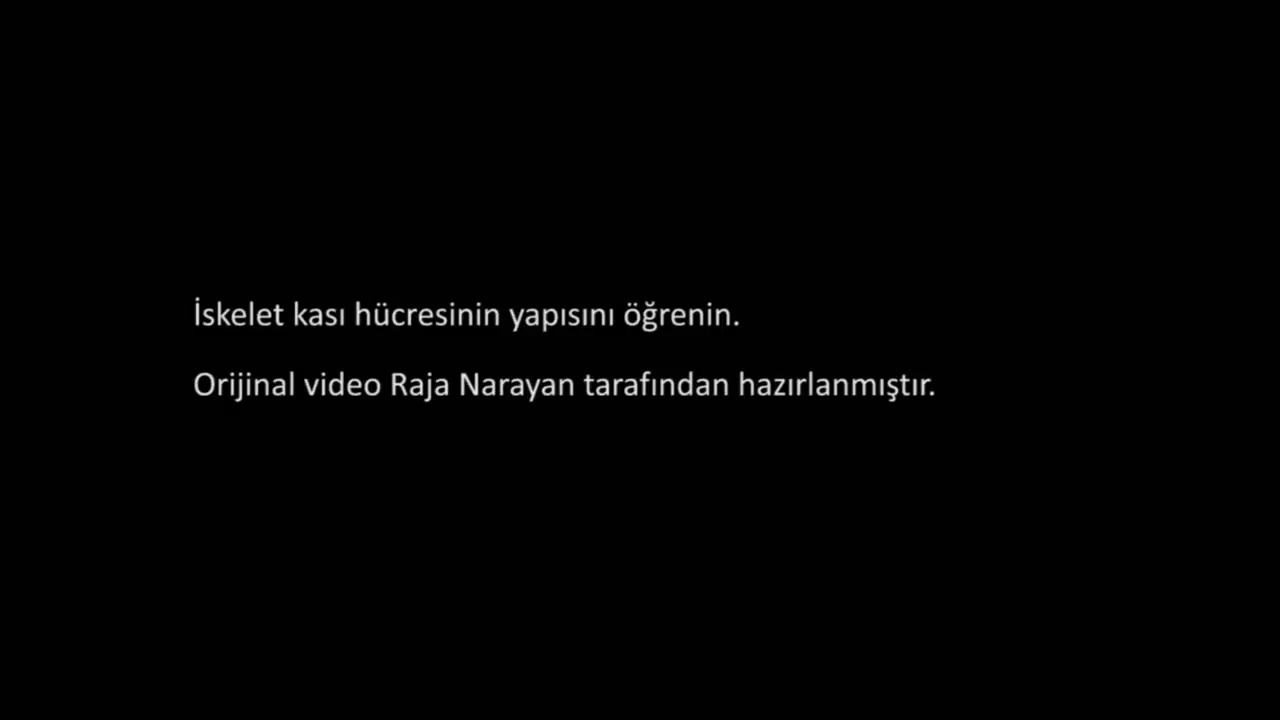 İskelet kası hücresinin yapısını öğrenin.
Orijinal video Raja Narayan tarafından hazırlanmıştır.